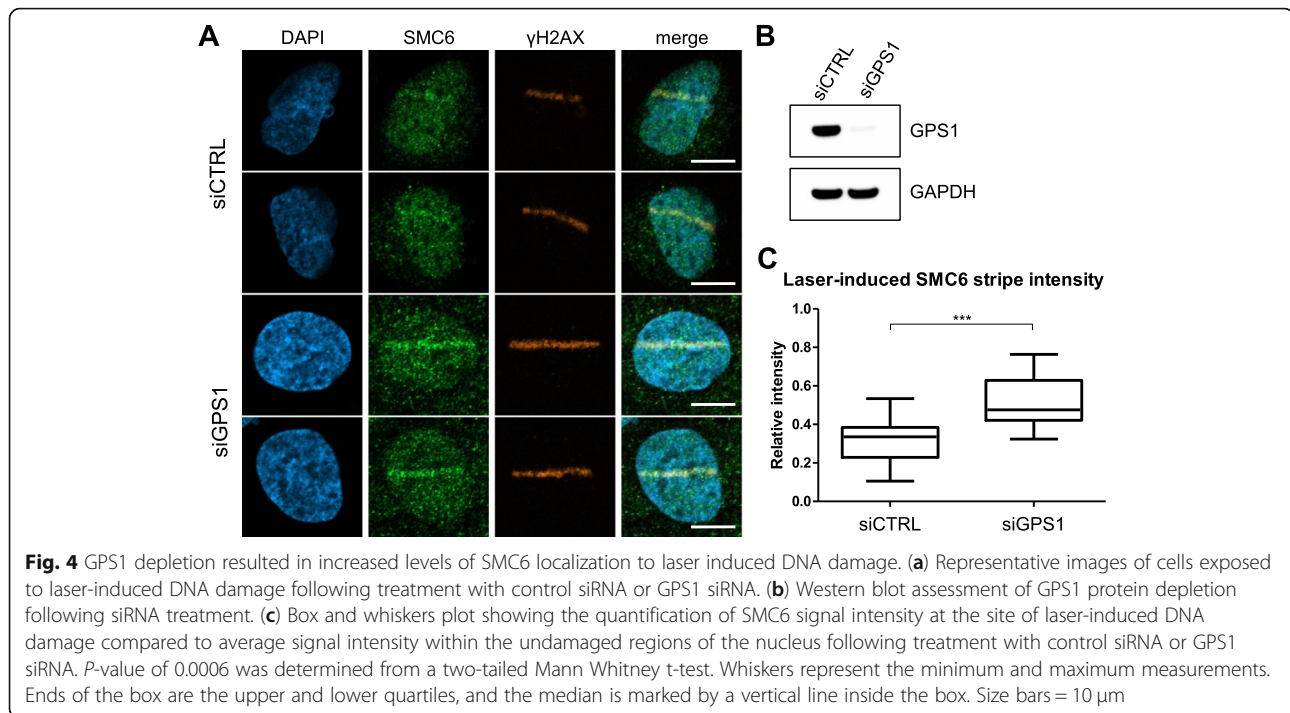 A
DAPI SMC6 γH2AX merge
siCTRL
siGPS1
B
siCTRL siGPS1
GPS1
GAPDH
C
Laser-induced SMC6 stripe intensity
Relative intensity
1.0
0.8
0.6
0.4
0.2
0.0
***
siCTRL siGPS1
Fig. 4 GPS1 depletion resulted in increased levels of SMC6 localization to laser induced DNA damage. (a) Representative images of cells exposed
to laser-induced DNA damage following treatment with control siRNA or GPS1 siRNA. (b) Western blot assessment of GPS1 protein depletion
following siRNA treatment. (c) Box and whiskers plot showing the quantification of SMC6 signal intensity at the site of laser-induced DNA
damage compared to average signal intensity within the undamaged regions of the nucleus following treatment with control siRNA or GPS1
siRNA. P-value of 0.0006 was determined from a two-tailed Mann Whitney t-test. Whiskers represent the minimum and maximum measurements.
Ends of the box are the upper and lower quartiles, and the median is marked by a vertical line inside the box. Size bars = 10 μm